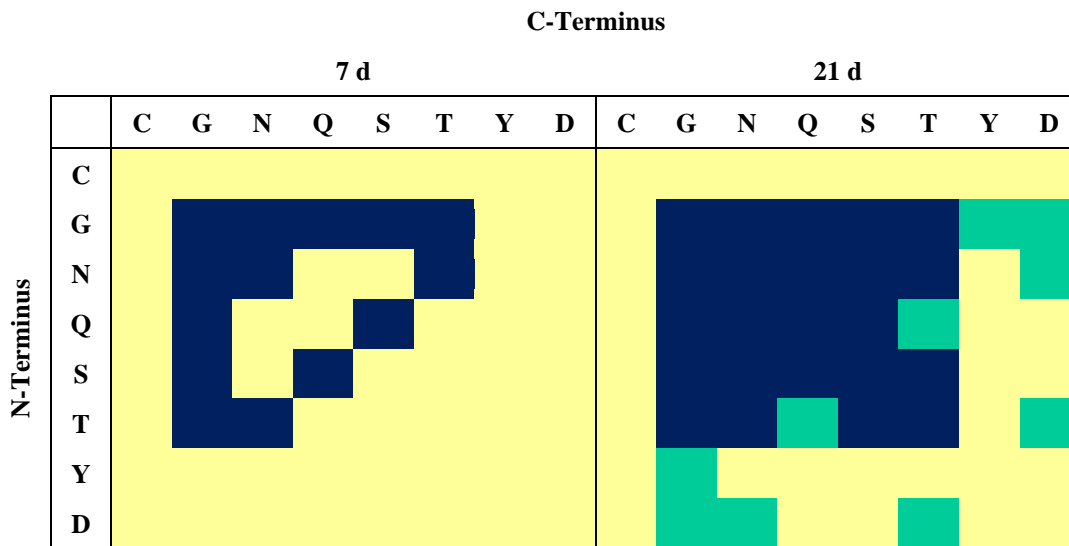 C-Terminus
7 d 21 d
C G N Q S T Y D C G N Q S T Y D
N-Terminus
C
G
N
Q
S
T
Y
D